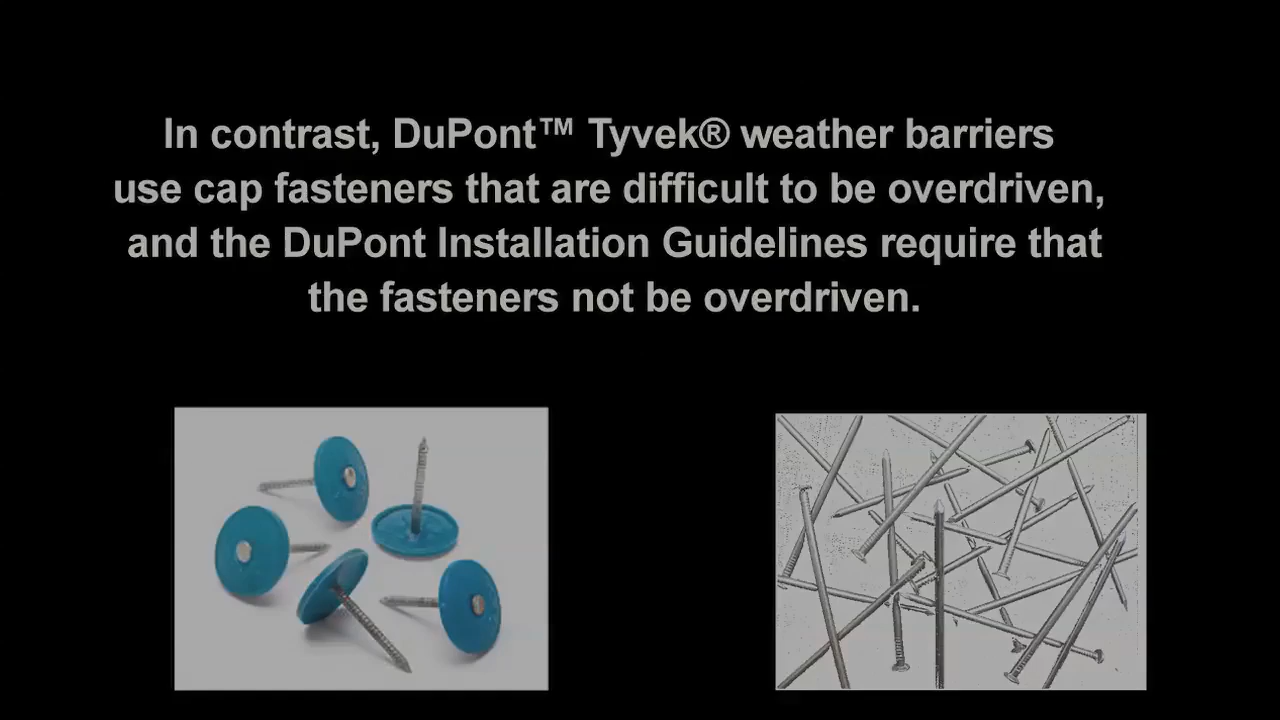 In contrast, DuPont™ Tyvek® weather barriers
use cap fasteners that are difficult to be overdriven,
and the DuPont Installation Guidelines require that
the fasteners not be overdriven.